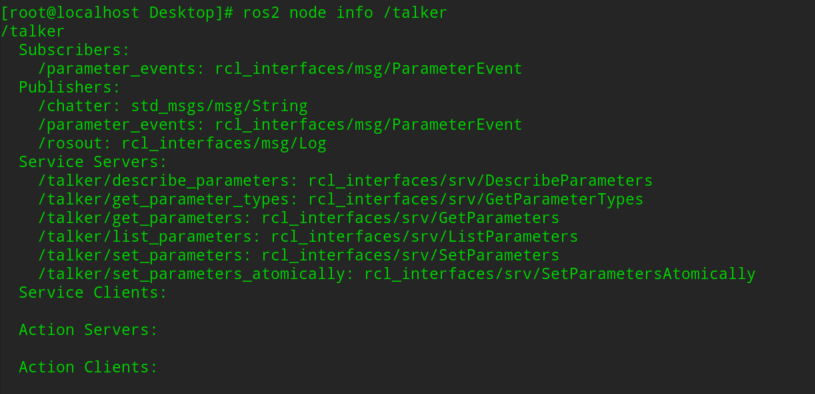 [root@localhost Desktop]# ros2 node info /talker
/talker
  Subscribers:
    /parameter_events: rcl_interfaces/msg/ParameterEvent
  Publishers:
    /chatter: std_msgs/msg/String
    /parameter_events: rcl_interfaces/msg/ParameterEvent
    /rosout: rcl_interfaces/msg/Log
  Service Servers:
    /talker/describe_parameters: rcl_interfaces/srv/DescribeParameters
    /talker/get_parameter_types: rcl_interfaces/srv/GetParameterTypes
    /talker/get_parameters: rcl_interfaces/srv/GetParameters
    /talker/list_parameters: rcl_interfaces/srv/ListParameters
    /talker/set_parameters: rcl_interfaces/srv/SetParameters
    /talker/set_parameters_atomically: rcl_interfaces/srv/SetParametersAtomically
  Service Clients:

  Action Servers:

  Action Clients: